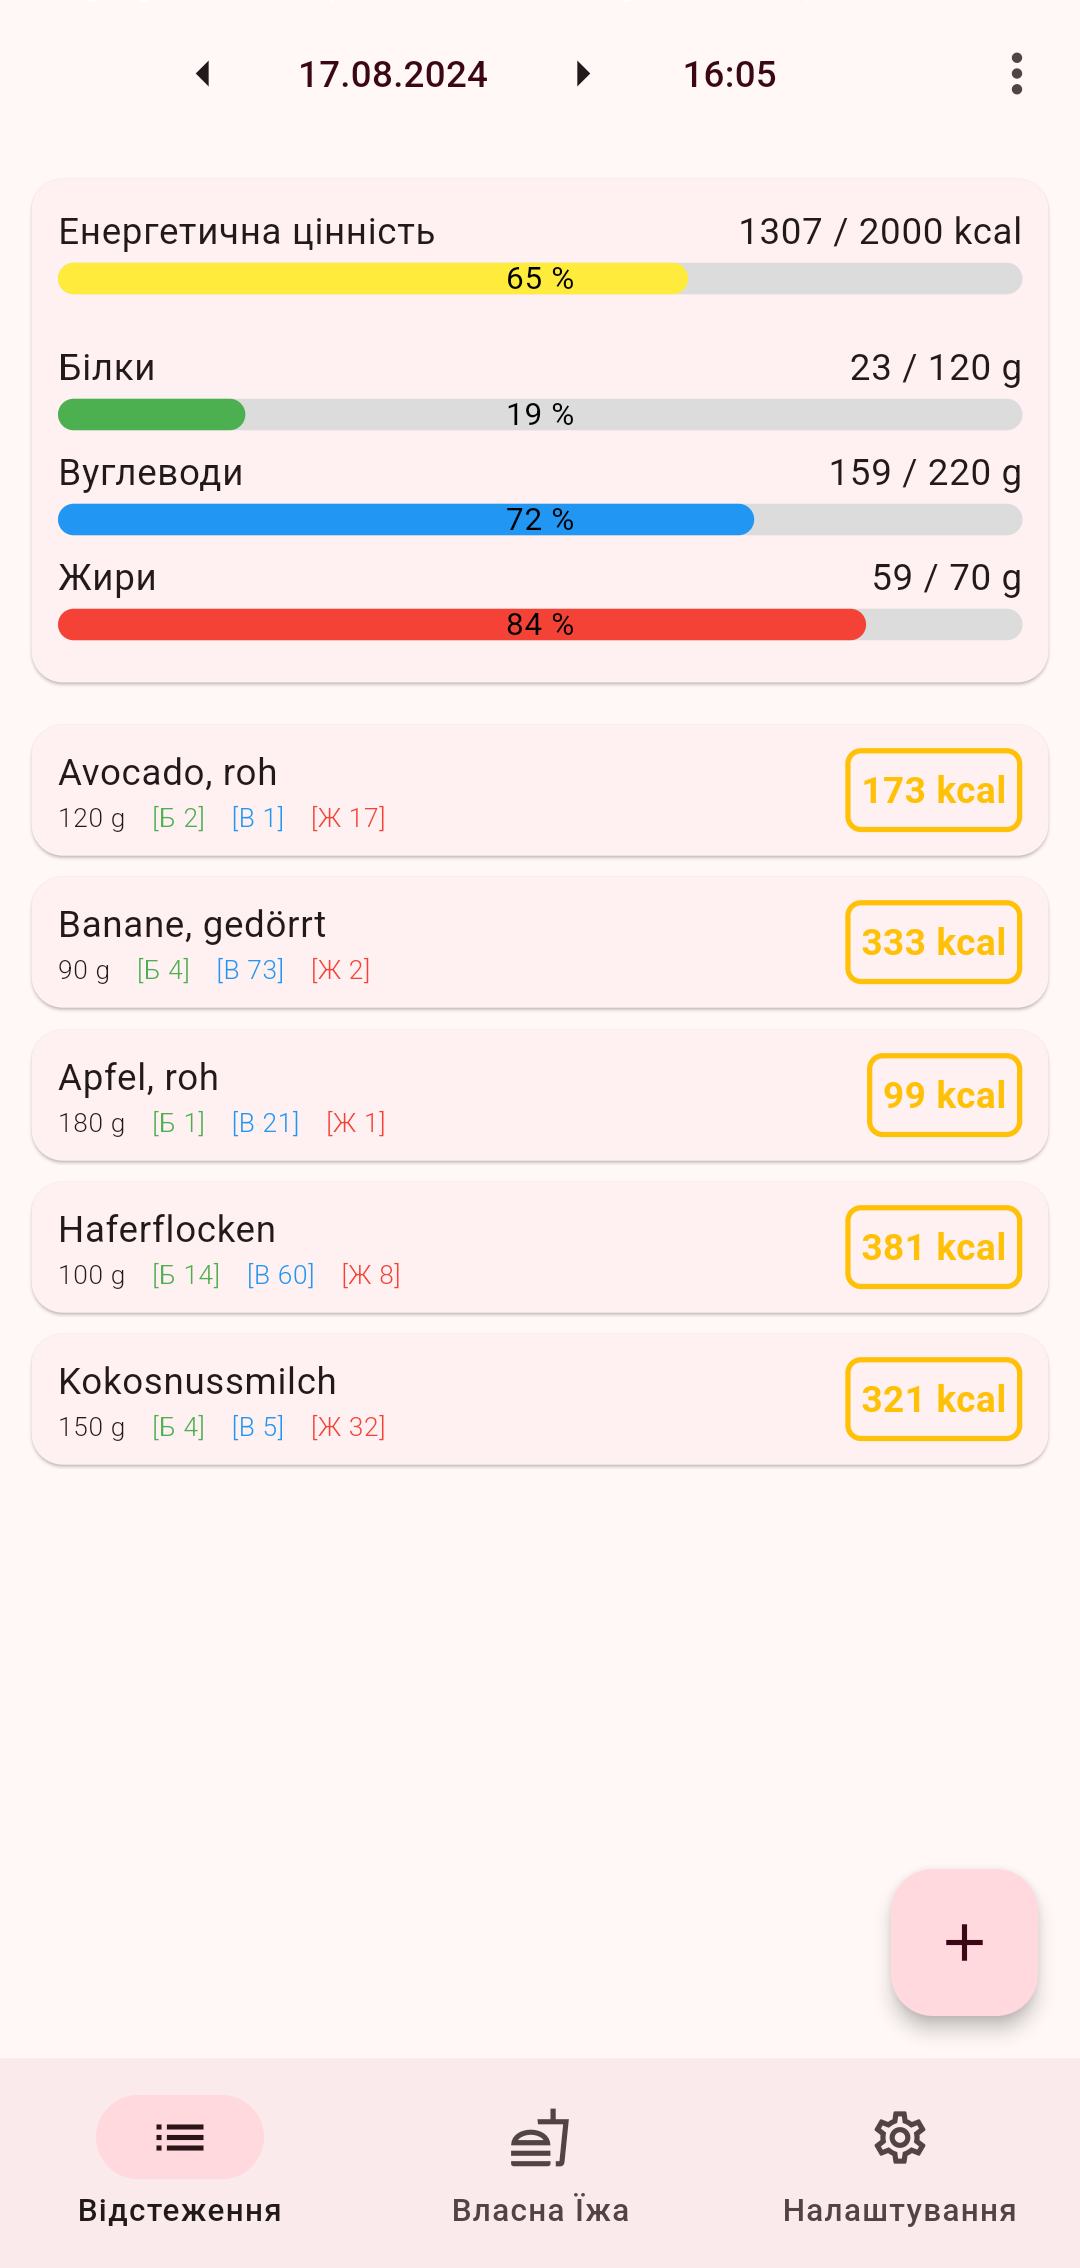 17.08.2024 16:05
Енергетична цінність 1307 / 2000 kcal
65 %
Білки 23 / 120 g
19 %
Вуглеводи 159 / 220 g
72 %
Жири 59 / 70 g
84 %
Avocado, roh
173 kcal
120 g [Б 2] [В 1] [Ж 17]
Banane, gedörrt
333 kcal
90 g [Б 4] [В 73] [Ж 2]
Apfel, roh
99 kcal
180 g [Б 1] [В 21] [Ж 1]
Haferflocken
381 kcal
100 g [Б 14] [В 60] [Ж 8]
Kokosnussmilch
321 kcal
150 g [Б 4] [В 5] [Ж 32]
Відстеження Власна Їжа Налаштування